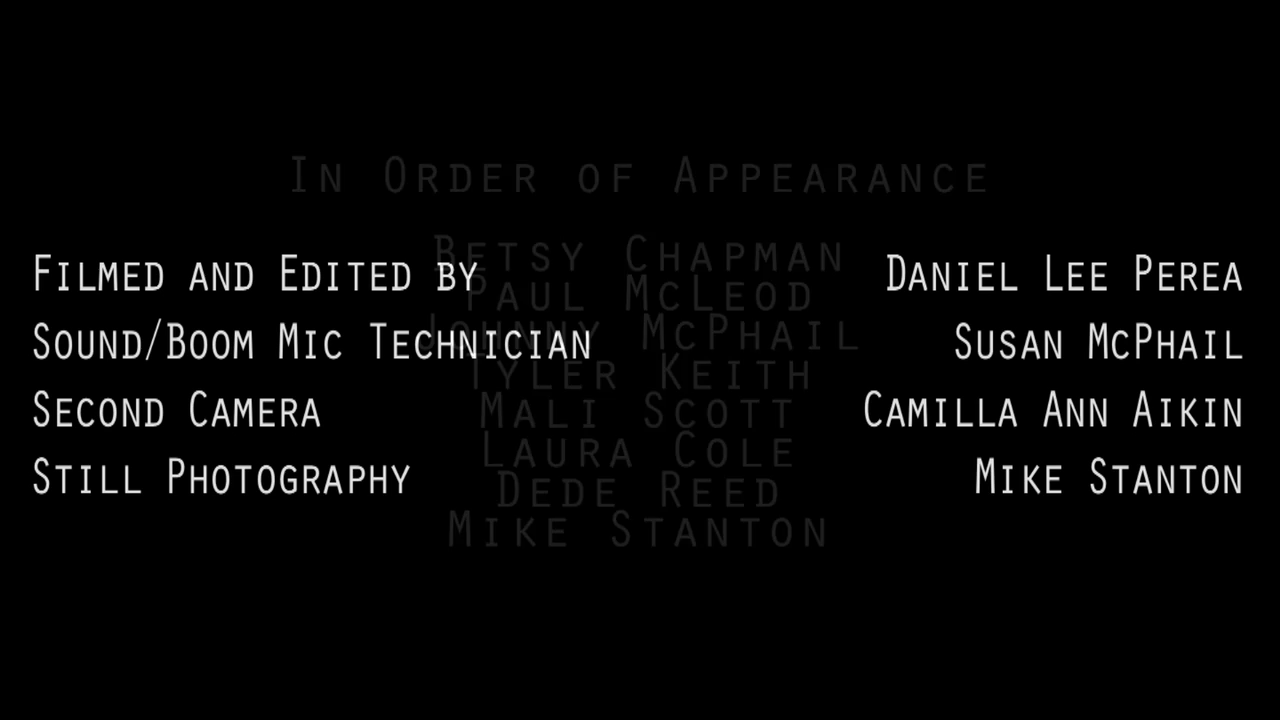 In Order of Appearance
Betsy Chapman
Paul McLeod
Johnny McPhail
Tyler Keith
Mali Scott
Laura Cole
Dede Reed
Mike Stanton
Filmed and Edited by Daniel Lee Perea
Sound/Boom Mic Technician Susan McPhail
Second Camera Camilla Ann Aikin
Still Photography Mike Stanton